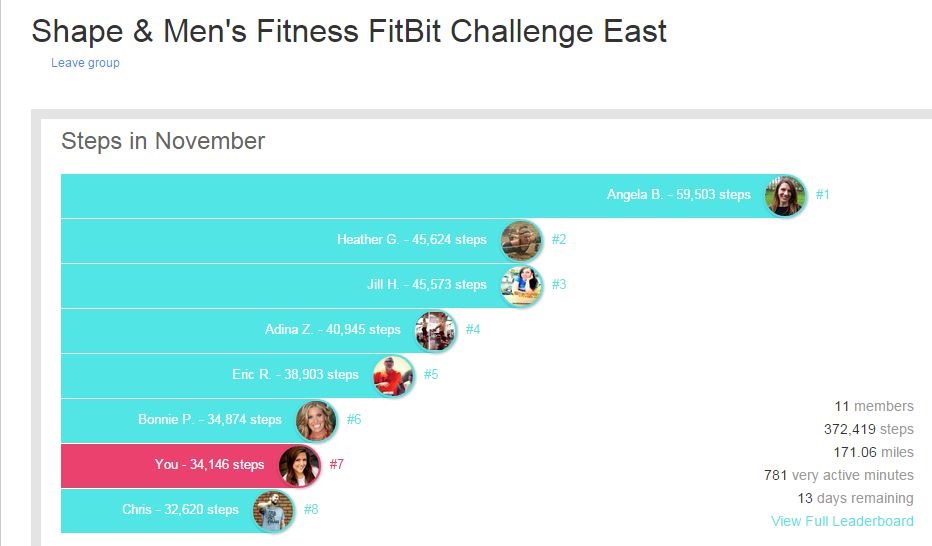 Shape & Men's Fitness FitBit Challenge East
Leave group
Steps in November
Angela B. - 59,503 steps #1
Heather G. - 45,624 steps #2
Jill H. - 45,573 steps #3
Adina Z. - 40,945 steps #4
Eric R. - 38,903 steps #5
Bonnie P. - 34,874 steps #6
You - 34,146 steps #7
Chris - 32,620 steps #8
11 members
372,419 steps
171.06 miles
781 very active minutes
13 days remaining
View Full Leaderboard